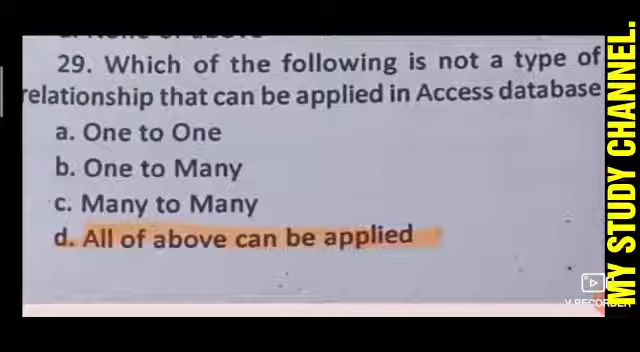 29. Which of the following is not a type of
relationship that can be applied in Access database
a. One to One
b. One to Many
c. Many to Many
d. All of above can be applied
MY STUDY CHANNEL.
V RECORDER